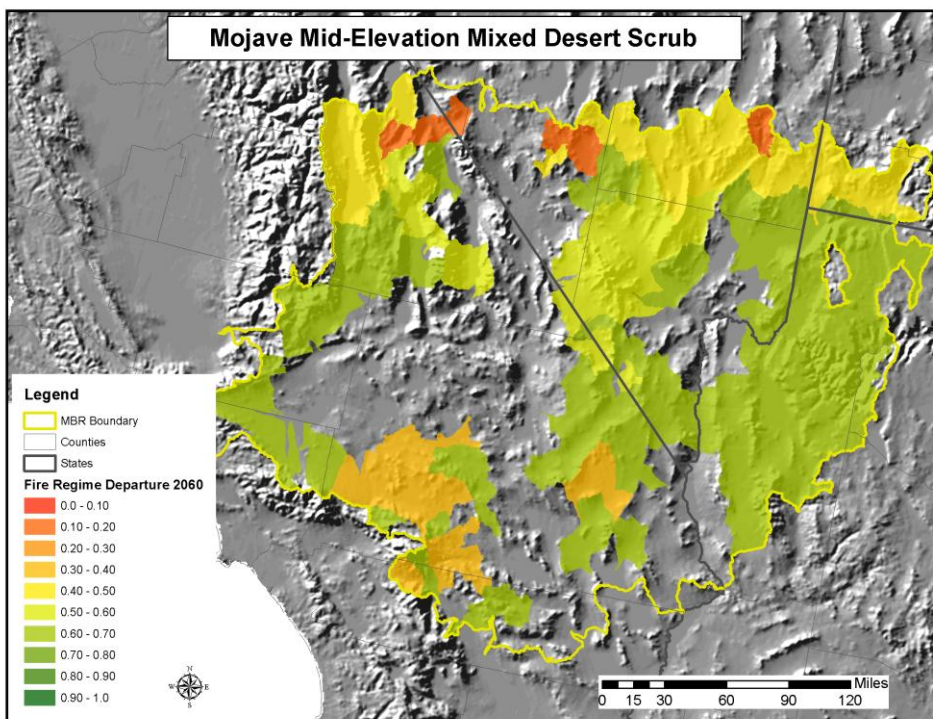 Mojave Mid-Elevation Mixed Desert Scrub
Legend
MBR Boundary
Counties
States
Fire Regime Departure 2060
0.0 - 0.10
0.10 - 0.20
0.20 - 0.30
0.30 - 0.40
0.40 - 0.50
0.50 - 0.60
0.60 - 0.70
0.70 - 0.80
0.80 - 0.90
0.90 - 1.0
N
W E
S
Miles
0 15 30 60 90 120